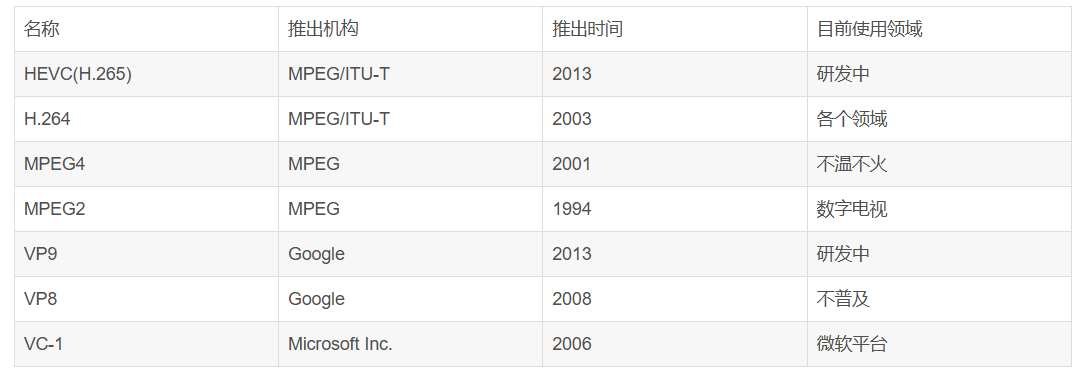 名称 推出机构 推出时间 目前使用领域
HEVC(H.265) MPEG/ITU-T 2013 研发中
H.264 MPEG/ITU-T 2003 各个领域
MPEG4 MPEG 2001 不温不火
MPEG2 MPEG 1994 数字电视
VP9 Google 2013 研发中
VP8 Google 2008 不普及
VC-1 Microsoft Inc. 2006 微软平台